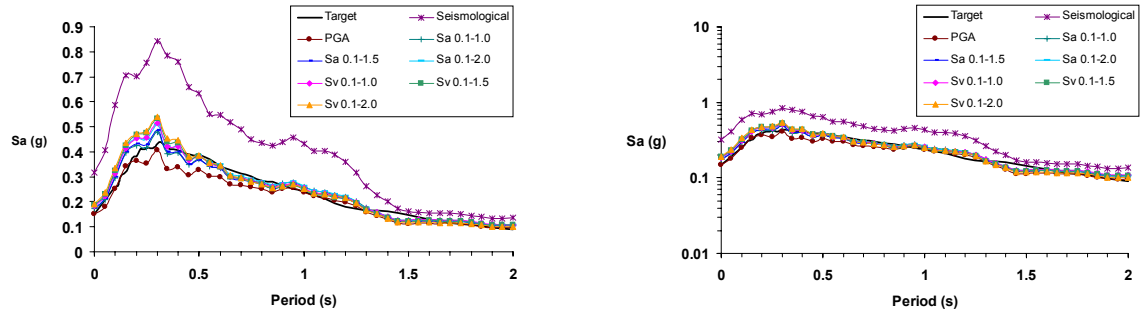 Target
Seismological
PGA
Sa 0.1-1.0
Sa 0.1-1.5
Sa 0.1-2.0
Sv 0.1-1.0
Sv 0.1-1.5
Sv 0.1-2.0
0.9
0.8
0.7
0.6
0.5
0.4
0.3
0.2
0.1
0
Sa (g)
0 0.5 1 1.5 2
Period (s)
Target
Seismological
PGA
Sa 0.1-1.0
Sa 0.1-1.5
Sa 0.1-2.0
Sv 0.1-1.0
Sv 0.1-1.5
Sv 0.1-2.0
10
1
0.1
0.01
Sa (g)
0 0.5 1 1.5 2
Period (s)